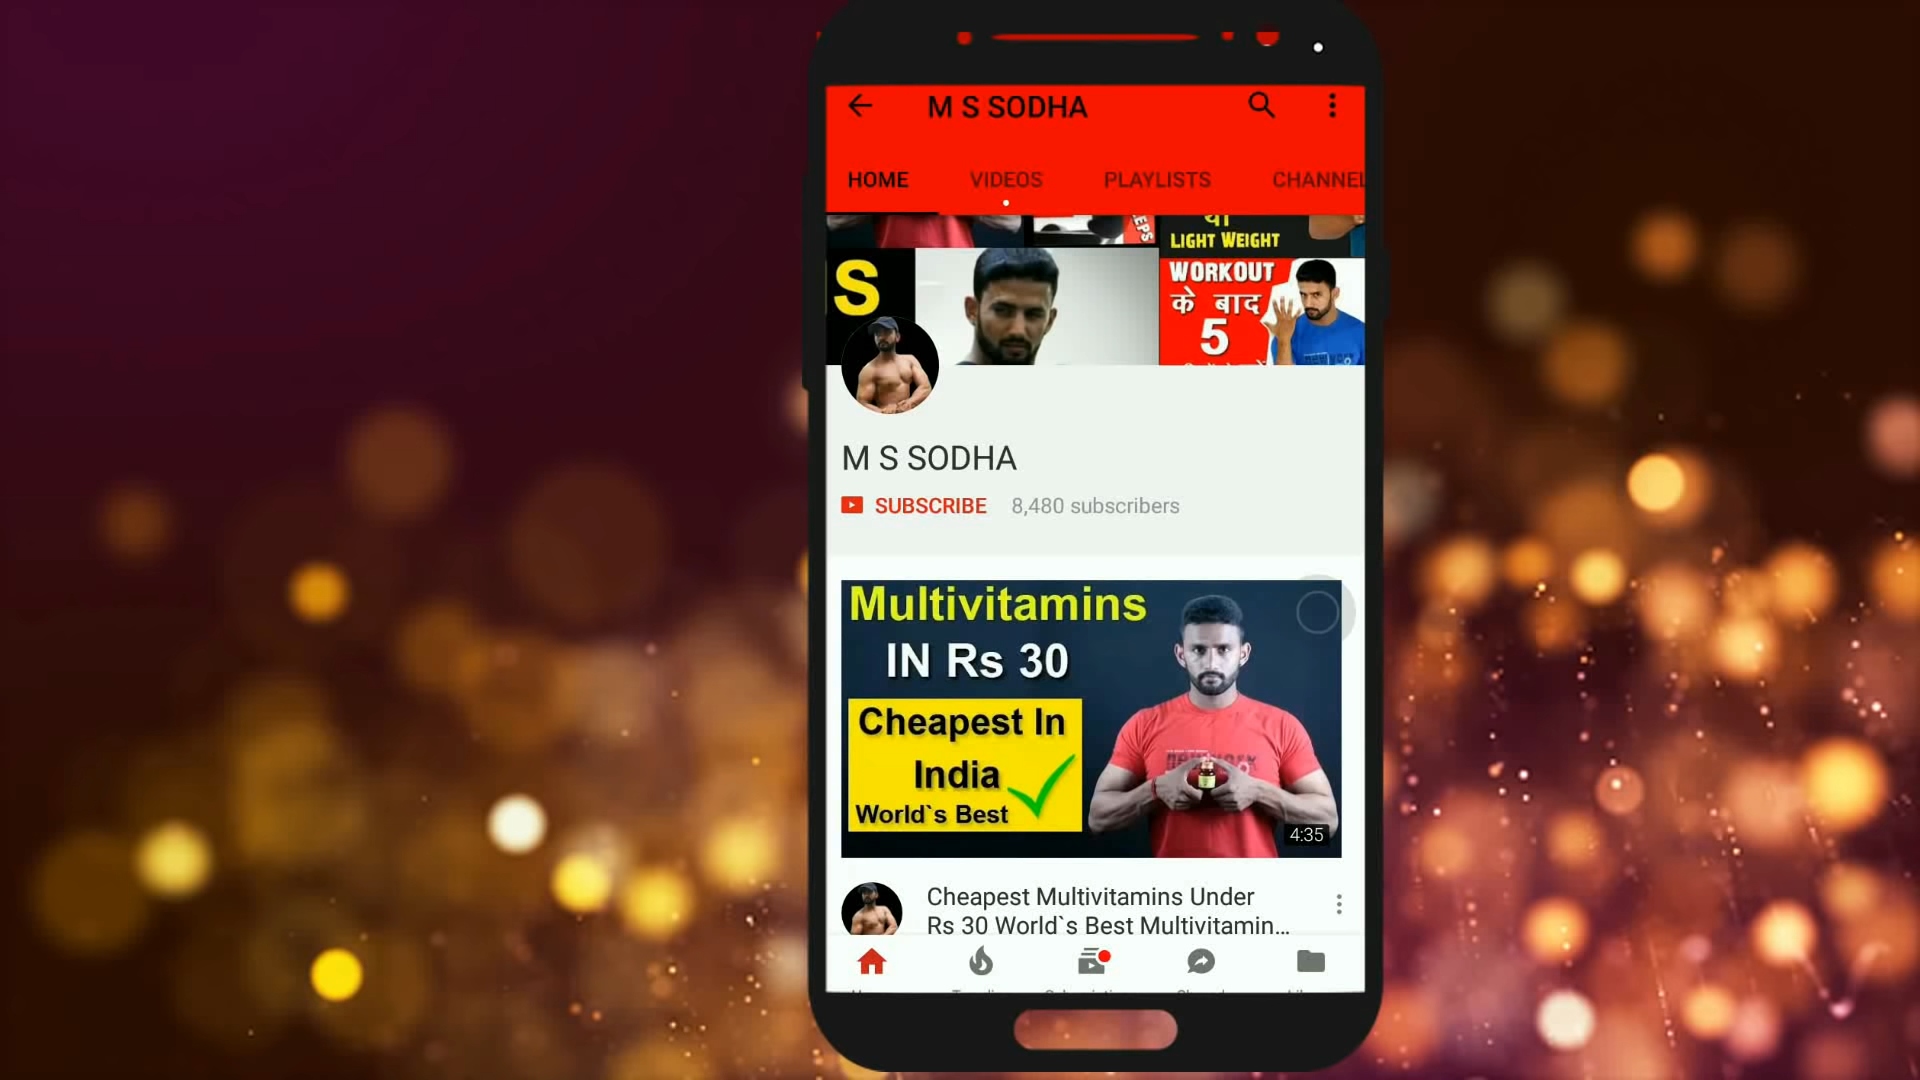 M S SODHA
HOME VIDEOS PLAYLISTS CHANNEL
EPS
या
LIGHT WEIGHT
S
WORKOUT
के बाद
5
M S SODHA
SUBSCRIBE 8,480 subscribers
Multivitamins
IN Rs 30
Cheapest In
India
World`s Best
4:35
Cheapest Multivitamins Under
Rs 30 World`s Best Multivitamin...